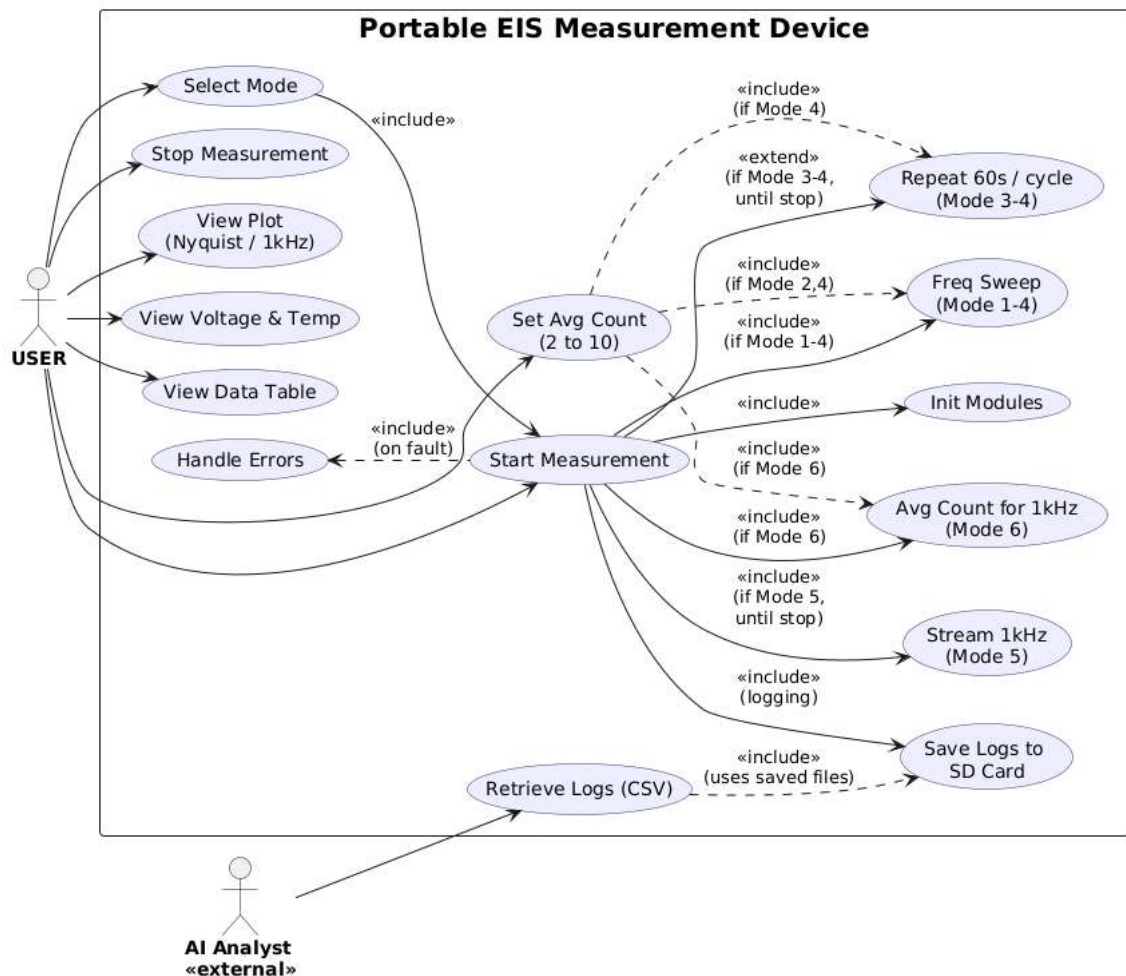 Portable EIS Measurement Device
Select Mode
«include»
Stop Measurement
View Plot
(Nyquist / 1kHz)
View Voltage & Temp
View Data Table
Handle Errors
USER
«include»
(on fault)
Set Avg Count
(2 to 10)
Start Measurement
«include»
(if Mode 4)
«extend»
(if Mode 3-4,
until stop)
Repeat 60s / cycle
(Mode 3-4)
«include»
(if Mode 2,4)
«include»
(if Mode 1-4)
Freq Sweep
(Mode 1-4)
«include»
Init Modules
«include»
(if Mode 6)
«include»
(if Mode 6)
Avg Count for 1kHz
(Mode 6)
«include»
(if Mode 5,
until stop)
Stream 1kHz
(Mode 5)
«include»
(logging)
Save Logs to
SD Card
«include»
(uses saved files)
Retrieve Logs (CSV)
AI Analyst
«external»